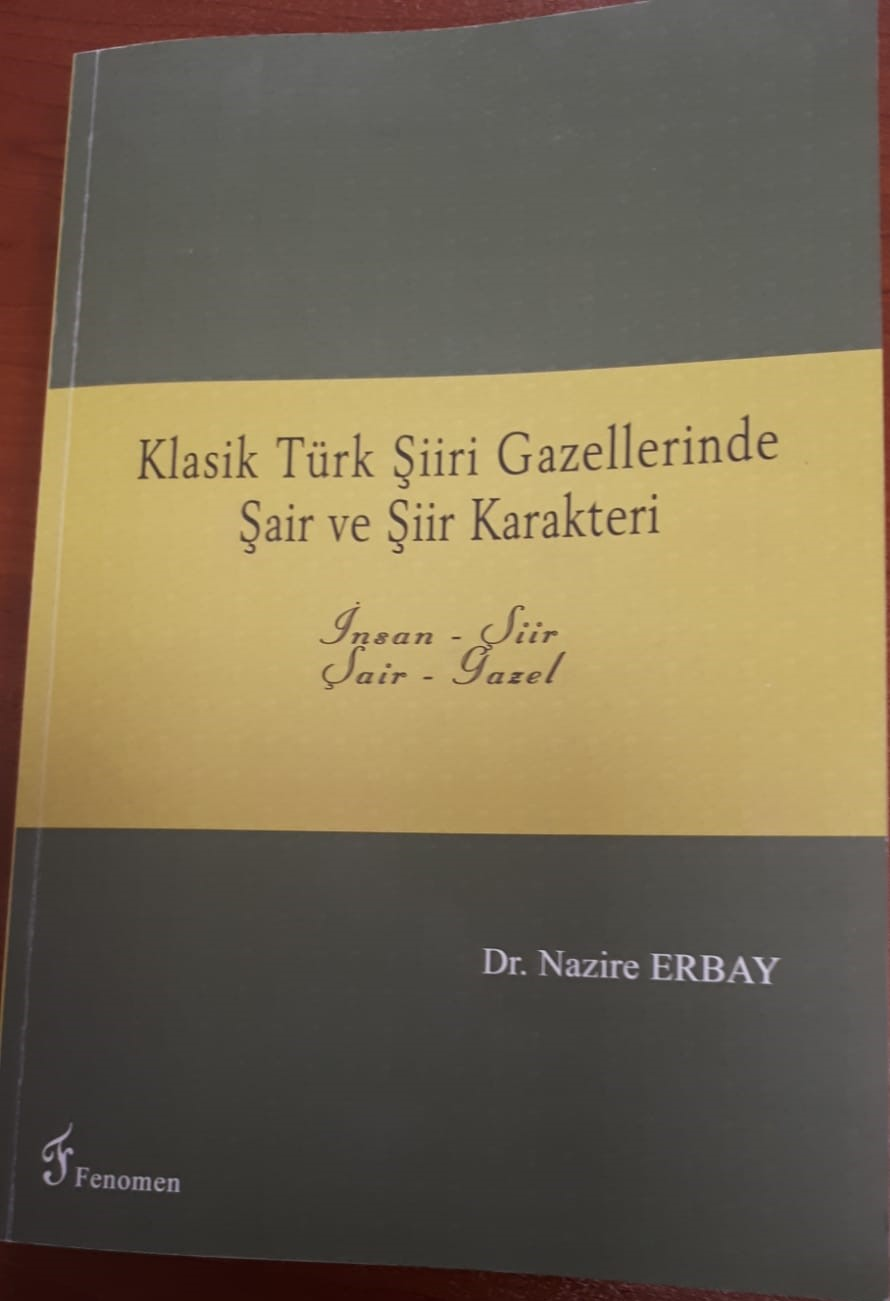 Klasik Türk Şiiri Gazellerinde
Şair ve Şiir Karakteri
İnsan - Şiir
Şair - Gazel
Dr. Nazire ERBAY
F Fenomen